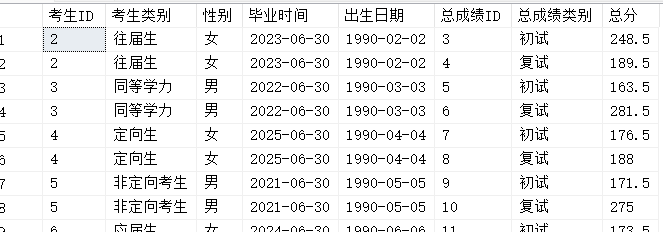 考生ID 考生类别 性别 毕业时间 出生日期 总成绩ID 总成绩类别 总分
1 2 往届生 女 2023-06-30 1990-02-02 3 初试 248.5
2 2 往届生 女 2023-06-30 1990-02-02 4 复试 189.5
3 3 同等学力 男 2022-06-30 1990-03-03 5 初试 163.5
4 3 同等学力 男 2022-06-30 1990-03-03 6 复试 281.5
5 4 定向生 女 2025-06-30 1990-04-04 7 初试 176.5
6 4 定向生 女 2025-06-30 1990-04-04 8 复试 188
7 5 非定向考生 男 2021-06-30 1990-05-05 9 初试 171.5
8 5 非定向考生 男 2021-06-30 1990-05-05 10 复试 275
9 6 应届生 女 2024-06-30 1990-06-06 11 初试 173.5